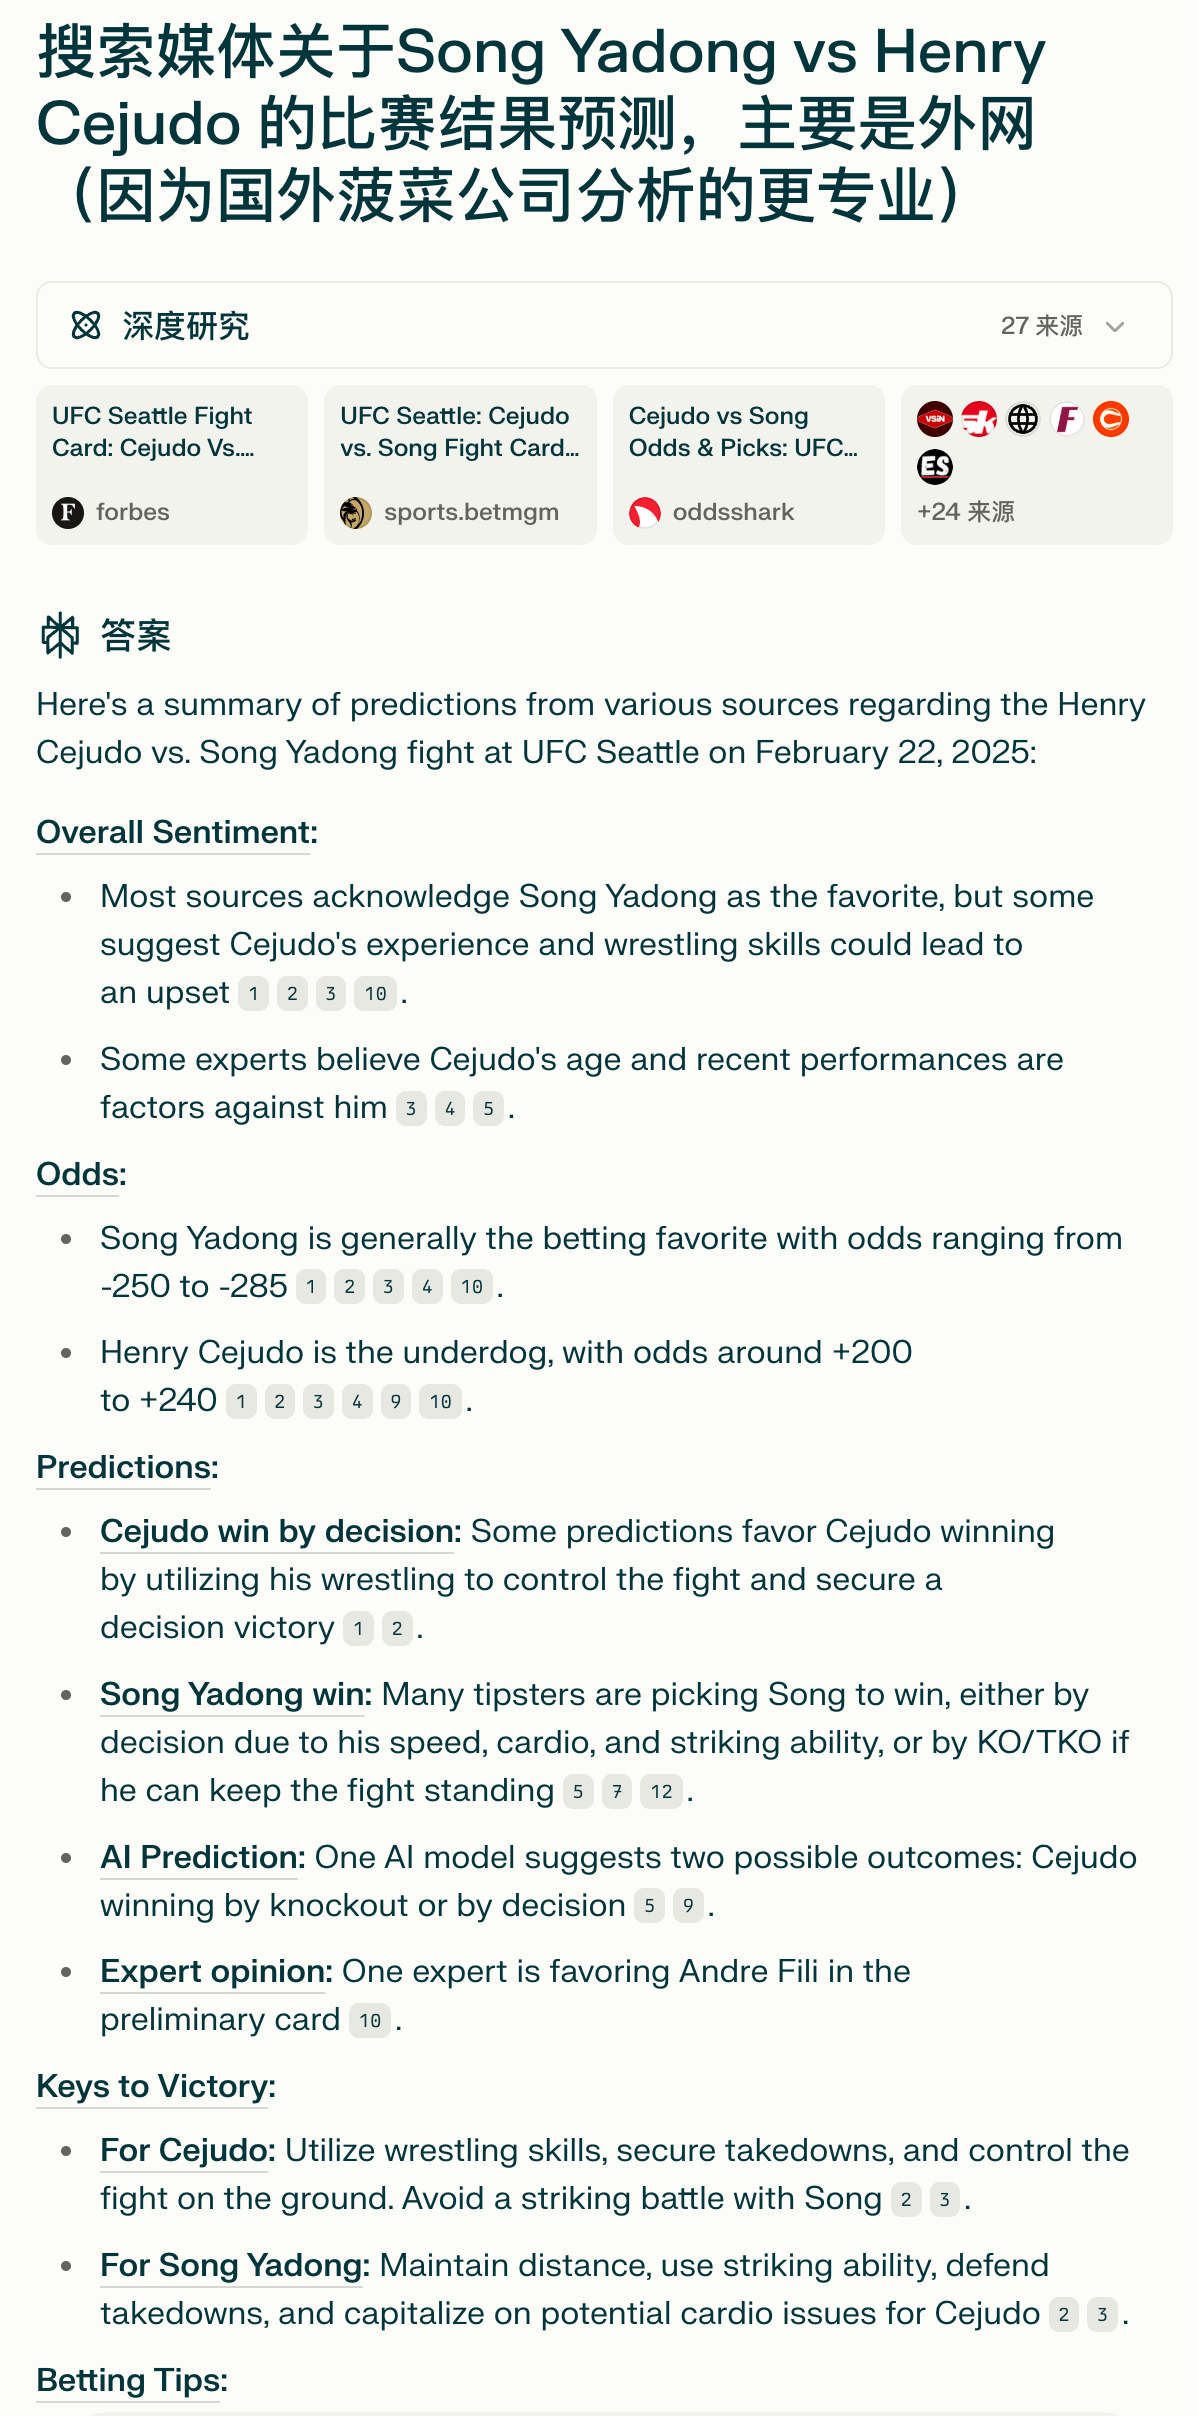 搜索媒体关于Song Yadong vs Henry
Cejudo 的比赛结果预测，主要是外网
（因为国外菠菜公司分析的更专业）
深度研究
27 来源
UFC Seattle Fight
Card: Cejudo Vs....
forbes
UFC Seattle: Cejudo
vs. Song Fight Card...
sports.betmgm
Cejudo vs Song
Odds & Picks: UFC...
oddsshark
VSiN
sk
F
C
ES
+24 来源
答案
Here's a summary of predictions from various sources regarding the Henry
Cejudo vs. Song Yadong fight at UFC Seattle on February 22, 2025:
Overall Sentiment:
• Most sources acknowledge Song Yadong as the favorite, but some
suggest Cejudo's experience and wrestling skills could lead to
an upset 1 2 3 10 .
• Some experts believe Cejudo's age and recent performances are
factors against him 3 4 5 .
Odds:
• Song Yadong is generally the betting favorite with odds ranging from
-250 to -285 1 2 3 4 10 .
• Henry Cejudo is the underdog, with odds around +200
to +240 1 2 3 4 9 10 .
Predictions:
• Cejudo win by decision: Some predictions favor Cejudo winning
by utilizing his wrestling to control the fight and secure a
decision victory 1 2 .
• Song Yadong win: Many tipsters are picking Song to win, either by
decision due to his speed, cardio, and striking ability, or by KO/TKO if
he can keep the fight standing 5 7 12 .
• AI Prediction: One AI model suggests two possible outcomes: Cejudo
winning by knockout or by decision 5 9 .
• Expert opinion: One expert is favoring Andre Fili in the
preliminary card 10 .
Keys to Victory:
• For Cejudo: Utilize wrestling skills, secure takedowns, and control the
fight on the ground. Avoid a striking battle with Song 2 3 .
• For Song Yadong: Maintain distance, use striking ability, defend
takedowns, and capitalize on potential cardio issues for Cejudo 2 3 .
Betting Tips: